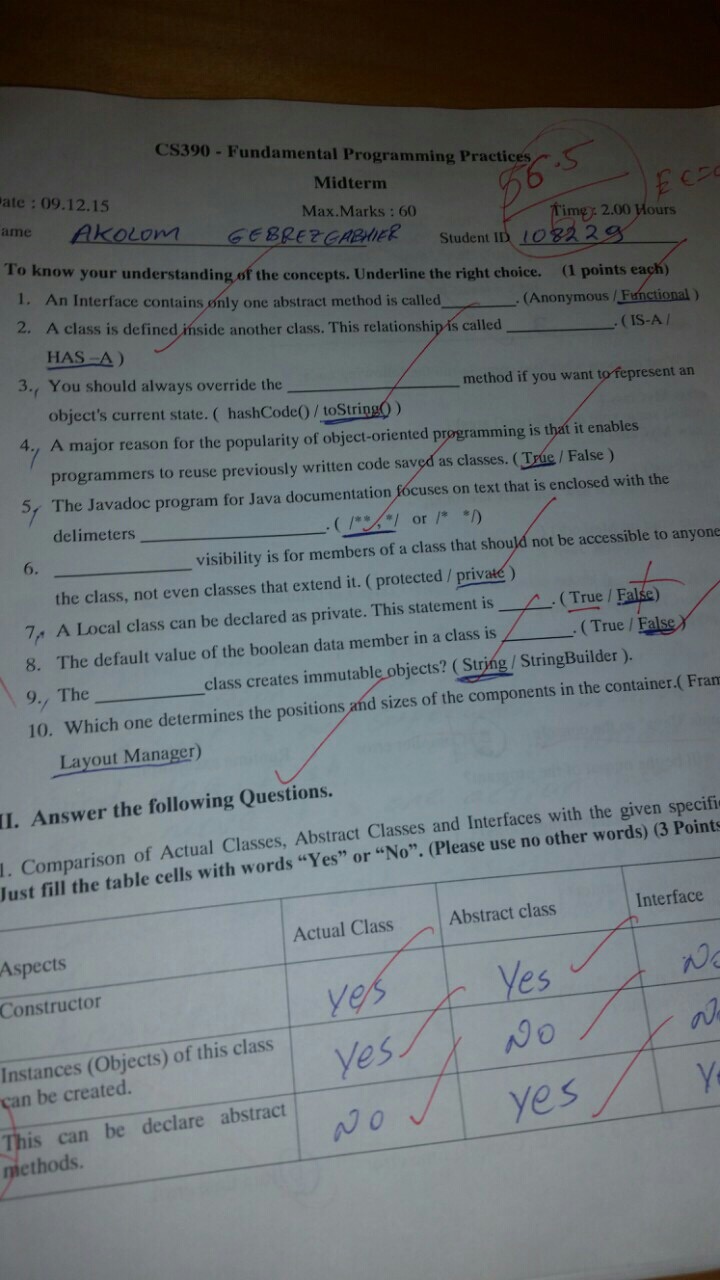 CS390 - Fundamental Programming Practices
Midterm
56.5
60
EC=
ate : 09.12.15 Max.Marks : 60 Time: 2.00 Hours
ame AKOLOM GEBREZGABHIER Student ID 108229
To know your understanding of the concepts. Underline the right choice. (1 points each)
1. An Interface contains only one abstract method is called________. (Anonymous / Functional )
2. A class is defined inside another class. This relationship is called ____________. ( IS-A /
HAS –A )
3. You should always override the ___________________ method if you want to represent an
object's current state. ( hashCode() / toString() )
4. A major reason for the popularity of object-oriented programming is that it enables
programmers to reuse previously written code saved as classes. ( True / False )
5. The Javadoc program for Java documentation focuses on text that is enclosed with the
delimeters ____________________. ( /** , */ or /* */)
6. ______________ visibility is for members of a class that should not be accessible to anyone
the class, not even classes that extend it. ( protected / private )
7. A Local class can be declared as private. This statement is ______. ( True / False)
8. The default value of the boolean data member in a class is ________. ( True / False )
9. The ____________class creates immutable objects? ( String / StringBuilder ).
10. Which one determines the positions and sizes of the components in the container.( Fram
Layout Manager)
II. Answer the following Questions.
1. Comparison of Actual Classes, Abstract Classes and Interfaces with the given specifi
Just fill the table cells with words “Yes” or “No”. (Please use no other words) (3 Points
Aspects Actual Class Abstract class Interface
Constructor Yes Yes No
Instances (Objects) of this class Yes No No
can be created.
This can be declare abstract No Yes Ye
methods.